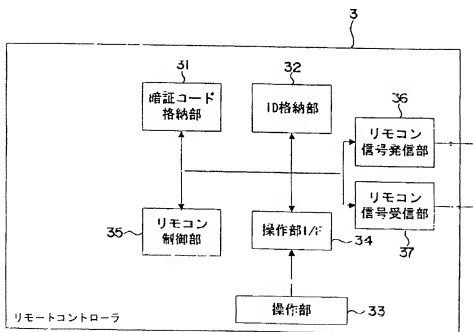 3
31
暗証コード
格納部
32
ID格納部
36
リモコン
信号発信部
リモコン
信号受信部
37
35
リモコン
制御部
操作部I/F
34
操作部
33
リモートコントローラ